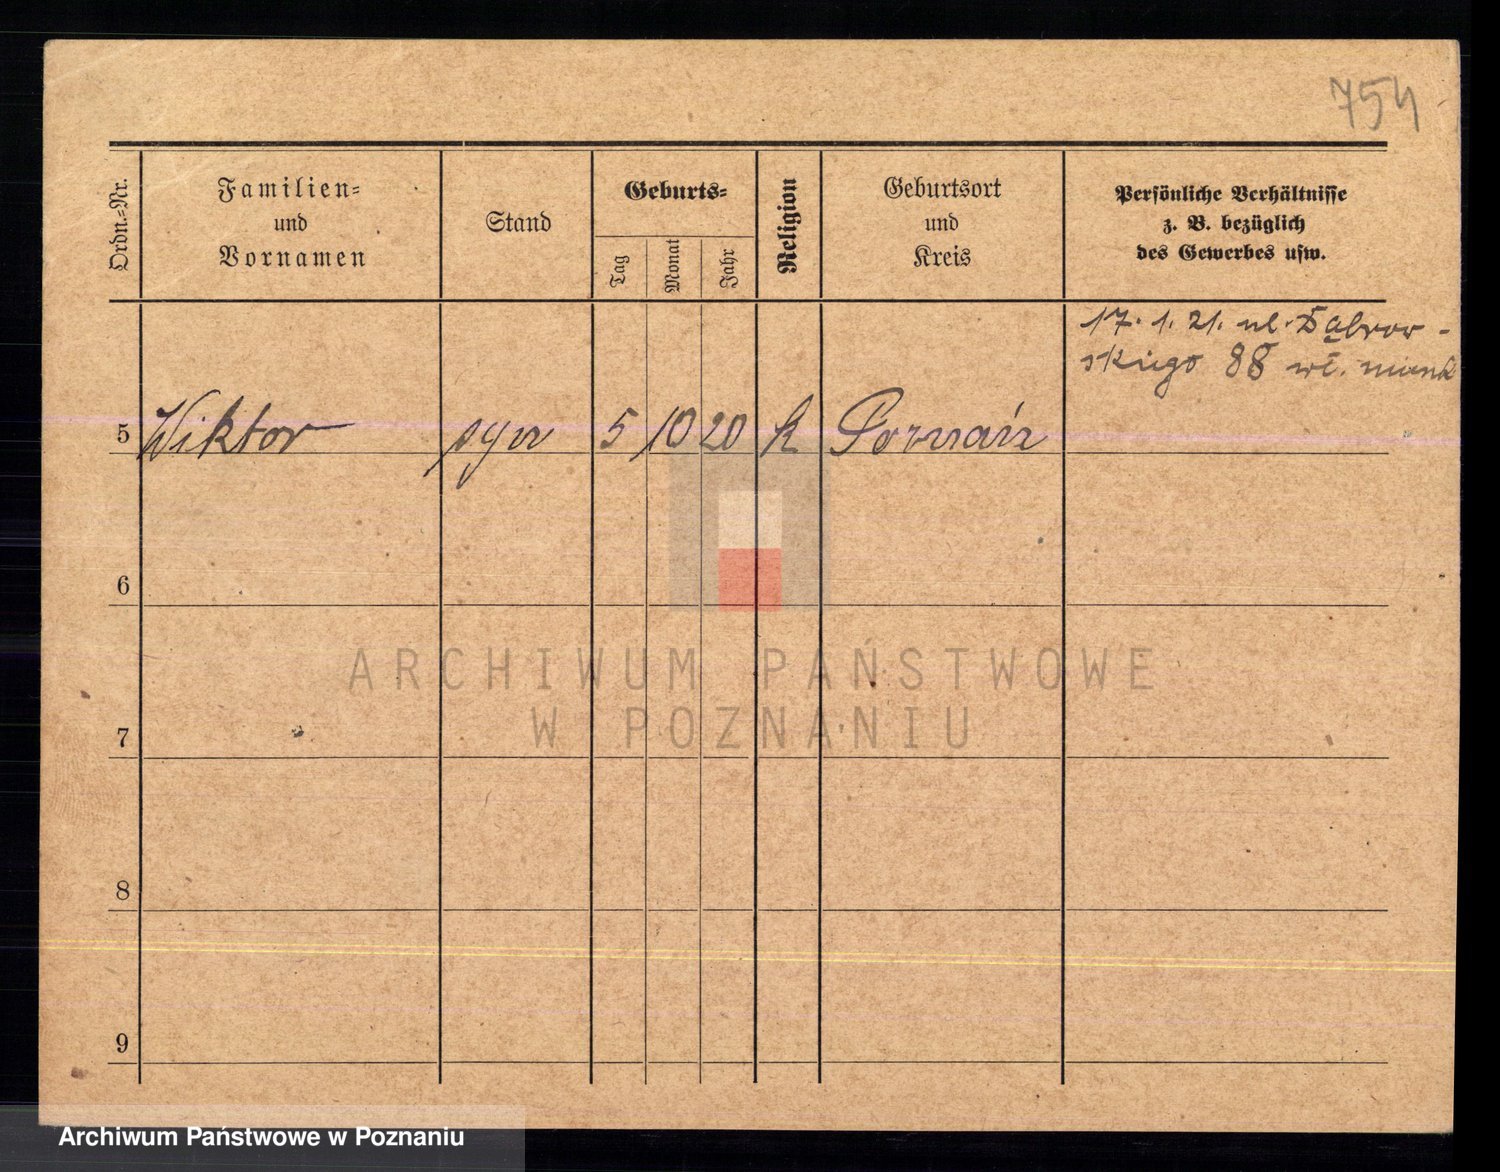 754
Ordn.-Nr.
Familien-
und
Vornamen
Stand
Geburts-
Tag
Monat
Jahr
Religion
Geburtsort
und
Kreis
Persönliche Verhältnisse
z. B. bezüglich
des Gewerbes usw.
17. 1. 21. ul. Dąbrow-
skiego 88 wł. mieszk
5 Wiktor syn 5 10 20 k Poznań
6
7
8
9
ARCHIWUM PAŃSTWOWE
W POZNANIU
Archiwum Państwowe w Poznaniu